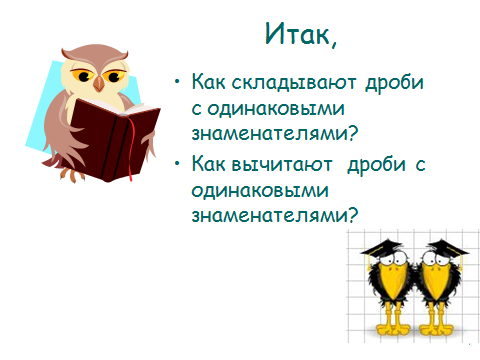 Итак,
• Как складывают дроби
с одинаковыми
знаменателями?
• Как вычитают дроби с
одинаковыми
знаменателями?